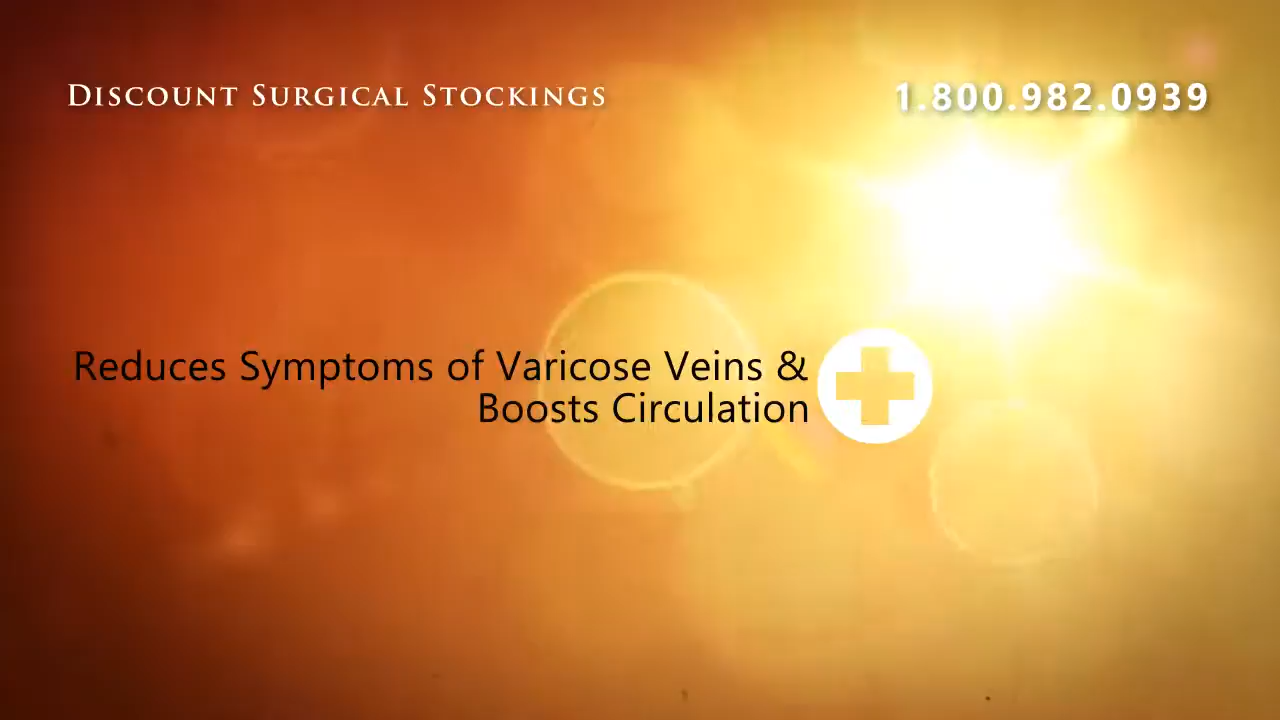 Discount Surgical Stockings
1.800.982.0939
Reduces Symptoms of Varicose Veins &
Boosts Circulation